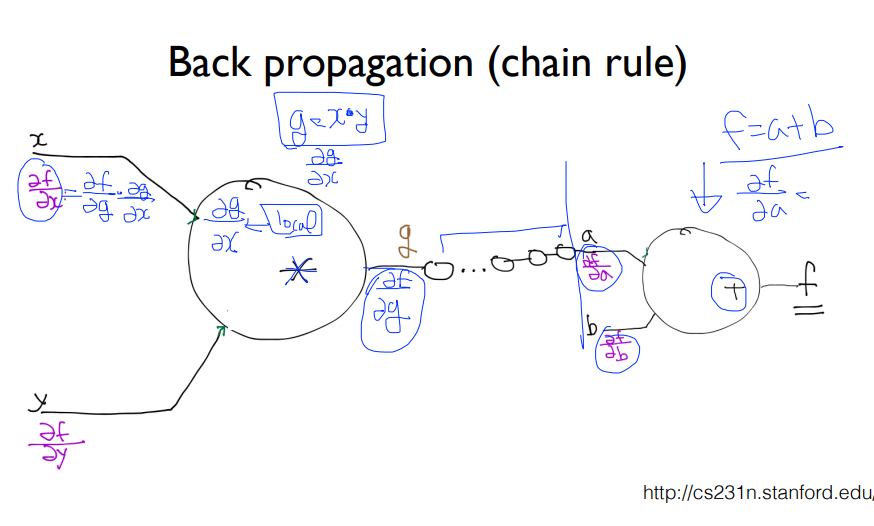 Back propagation (chain rule)
g = x * y
∂g/∂x
f = a + b
∂f/∂a =
x
∂f/∂x = ∂f/∂g · ∂g/∂x
∂g/∂x ← local
*
g
∂f/∂g
...
a
∂f/∂a
+
f
b
∂f/∂b
y
∂f/∂y
http://cs231n.stanford.edu/